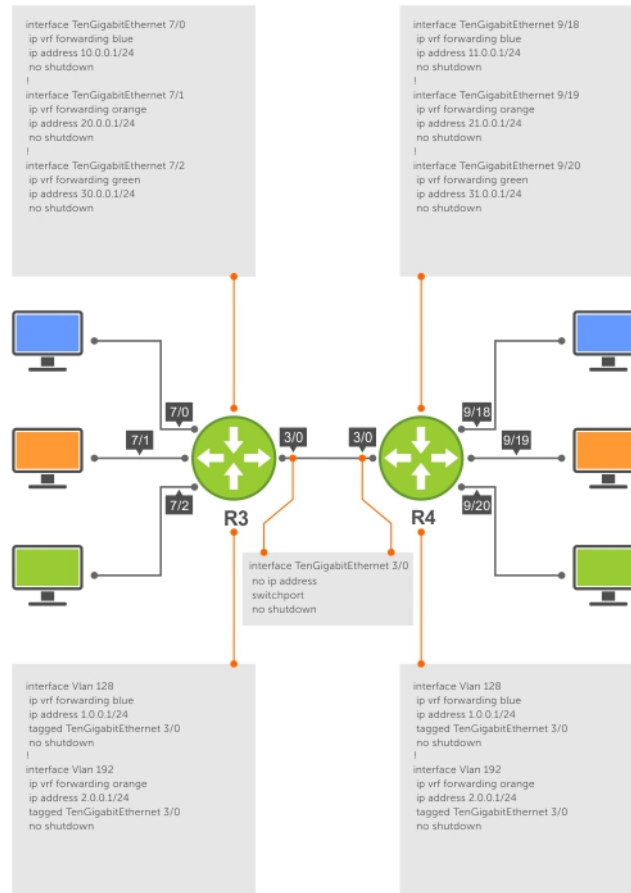 interface TenGigabitEthernet 7/0
ip vrf forwarding blue
ip address 10.0.0.1/24
no shutdown
!
interface TenGigabitEthernet 7/1
ip vrf forwarding orange
ip address 20.0.0.1/24
no shutdown
!
interface TenGigabitEthernet 7/2
ip vrf forwarding green
ip address 30.0.0.1/24
no shutdown
interface TenGigabitEthernet 9/18
ip vrf forwarding blue
ip address 11.0.0.1/24
no shutdown
!
interface TenGigabitEthernet 9/19
ip vrf forwarding orange
ip address 21.0.0.1/24
no shutdown
!
interface TenGigabitEthernet 9/20
ip vrf forwarding green
ip address 31.0.0.1/24
no shutdown
7/0
7/1
7/2
3/0
3/0
9/18
9/19
9/20
R3
R4
interface TenGigabitEthernet 3/0
no ip address
switchport
no shutdown
interface Vlan 128
ip vrf forwarding blue
ip address 1.0.0.1/24
tagged TenGigabitEthernet 3/0
no shutdown
!
interface Vlan 192
ip vrf forwarding orange
ip address 2.0.0.1/24
tagged TenGigabitEthernet 3/0
no shutdown
interface Vlan 128
ip vrf forwarding blue
ip address 1.0.0.1/24
tagged TenGigabitEthernet 3/0
no shutdown
!
interface Vlan 192
ip vrf forwarding orange
ip address 2.0.0.1/24
tagged TenGigabitEthernet 3/0
no shutdown